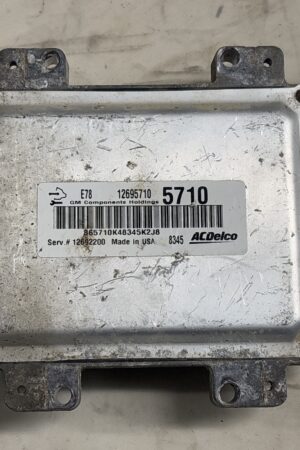 E78 12695710 5710
GM Components Holdings
865710K48345K2J8
Serv.# 12692200 Made in USA 8345 ACDelco